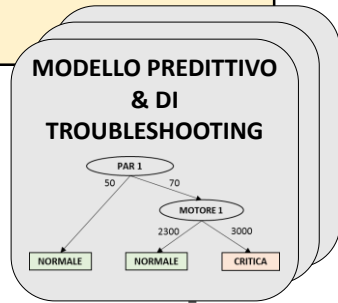 MODELLO PREDITTIVO
& DI
TROUBLESHOOTING
PAR 1
50 70
MOTORE 1
2300 3000
NORMALE NORMALE CRITICA